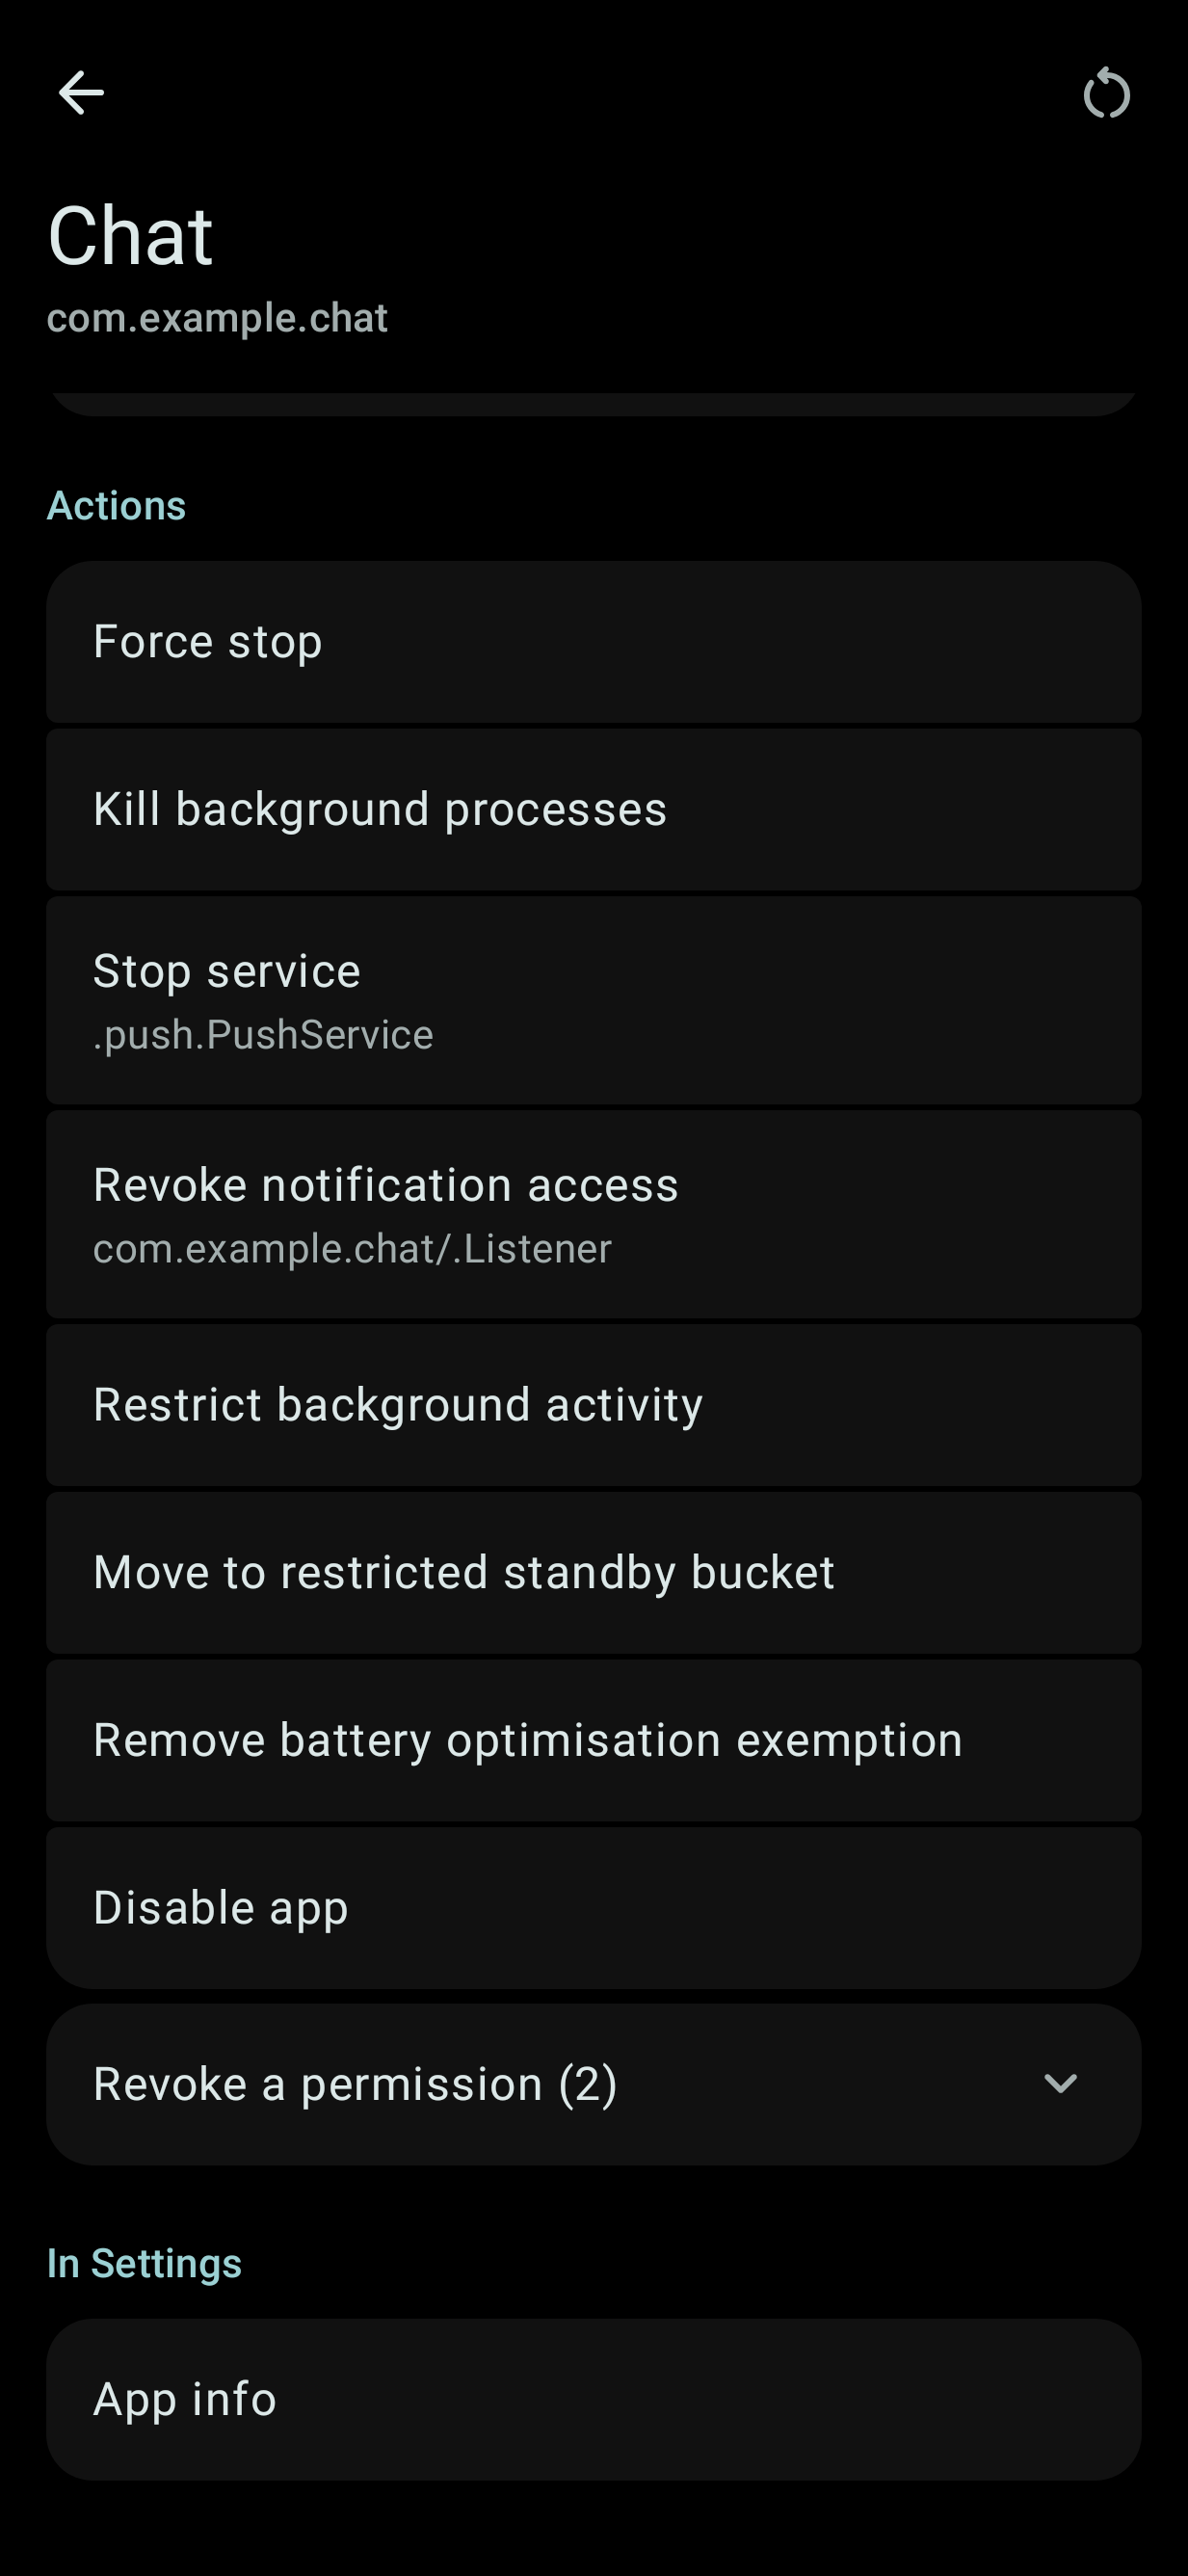 Chat
com.example.chat
Actions
Force stop
Kill background processes
Stop service
.push.PushService
Revoke notification access
com.example.chat/.Listener
Restrict background activity
Move to restricted standby bucket
Remove battery optimisation exemption
Disable app
Revoke a permission (2)
In Settings
App info